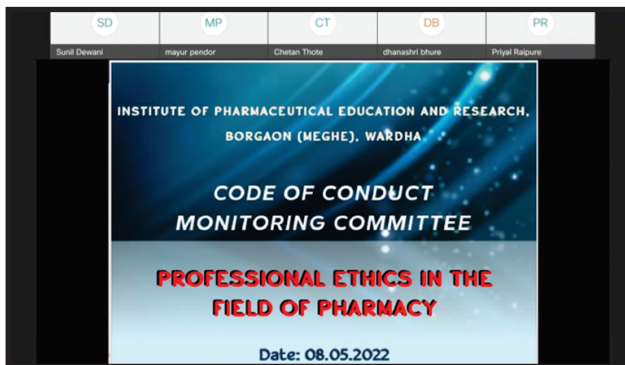 SD MP CT DB PR
Sunil Dewani mayur pendor Chetan Thote dhanashri bhure Priyal Raipure
INSTITUTE OF PHARMACEUTICAL EDUCATION AND RESEARCH,
BORGAON (MEGHE), WARDHA.
CODE OF CONDUCT
MONITORING COMMITTEE
PROFESSIONAL ETHICS IN THE
FIELD OF PHARMACY
Date: 08.05.2022